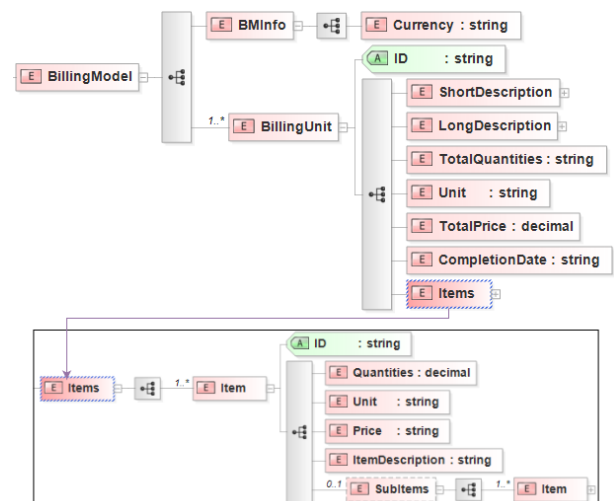 E BMInfo
E Currency : string
A ID : string
E BillingModel
E ShortDescription
1..* E BillingUnit
E LongDescription
E TotalQuantities : string
E Unit : string
E TotalPrice : decimal
E CompletionDate : string
E Items
A ID : string
E Quantities : decimal
E Items
1..* E Item
E Unit : string
E Price : string
E ItemDescription : string
0..1 E SubItems
1..* E Item